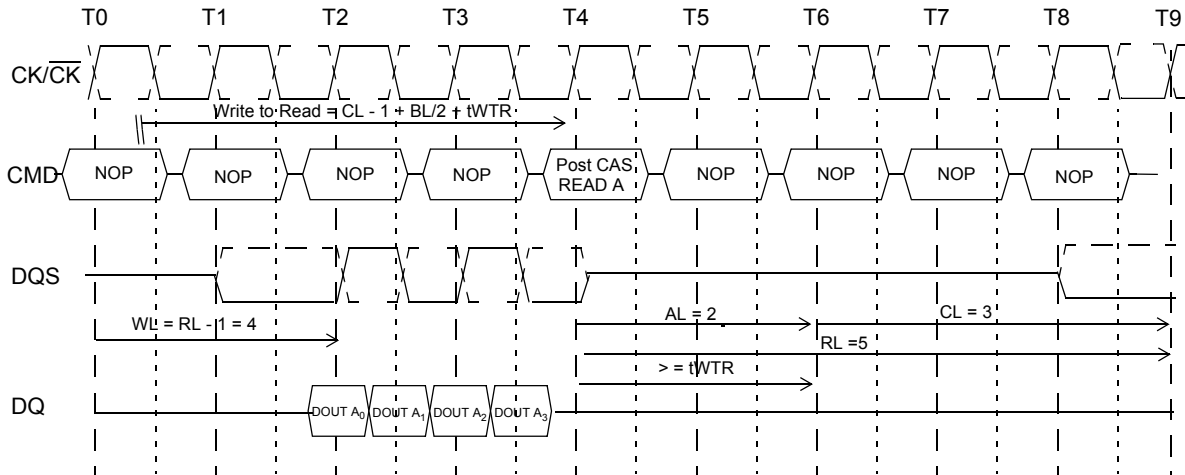 T0 T1 T2 T3 T4 T5 T6 T7 T8 T9
CK/CK
Write to Read = CL - 1 + BL/2 + tWTR
CMD NOP NOP NOP NOP Post CAS READ A NOP NOP NOP NOP
DQS
WL = RL - 1 = 4 AL = 2 CL = 3
RL =5
> = tWTR
DQ DOUT A0 DOUT A1 DOUT A2 DOUT A3